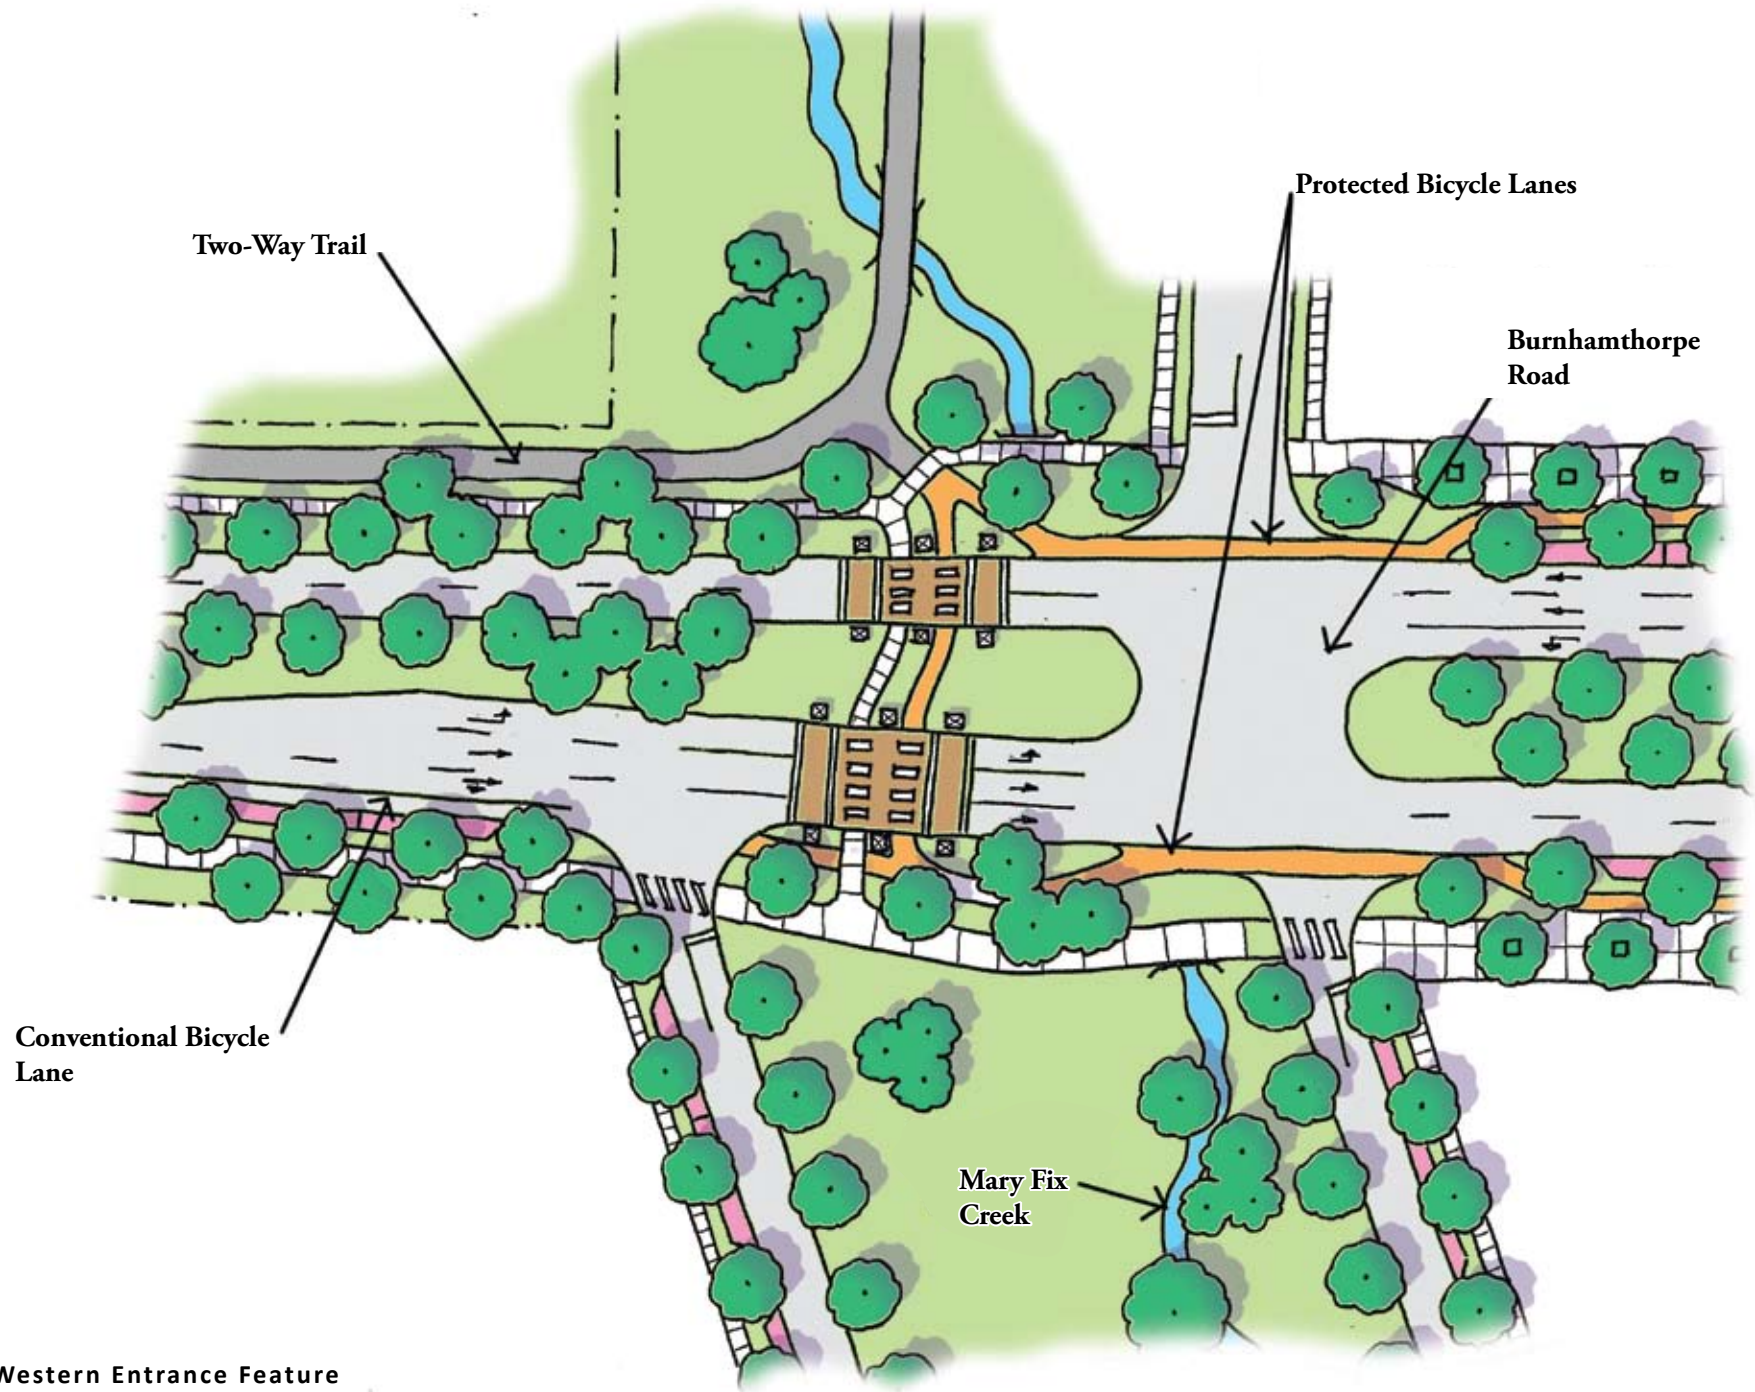 Protected Bicycle Lanes
Two-Way Trail
Burnhamthorpe
Road
Conventional Bicycle
Lane
Mary Fix
Creek
Western Entrance Feature